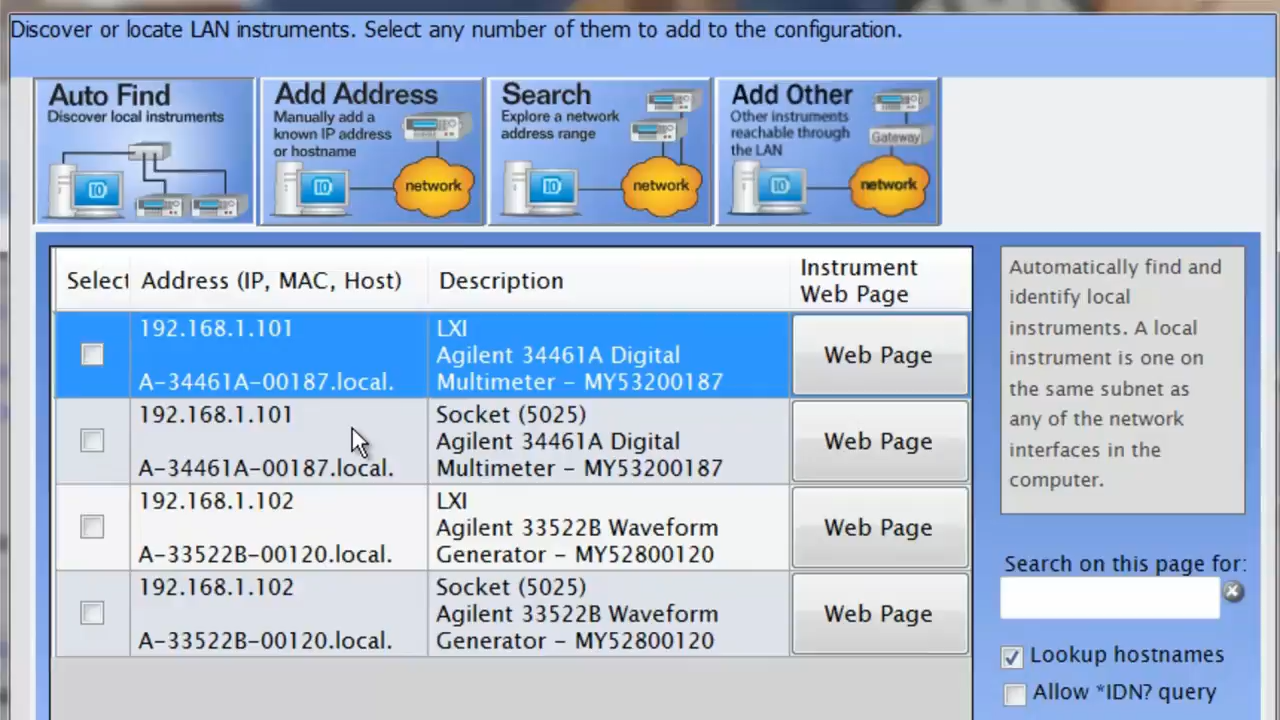 Discover or locate LAN instruments. Select any number of them to add to the configuration.
Auto Find
Discover local instruments
IO
Add Address
Manually add a
known IP address
or hostname
IO
network
Search
Explore a network
address range
IO
network
Add Other
Other instruments
reachable through
the LAN
Gateway
IO
network
Select Address (IP, MAC, Host) Description Instrument
Web Page
192.168.1.101
A-34461A-00187.local.
LXI
Agilent 34461A Digital
Multimeter - MY53200187
Web Page
192.168.1.101
A-34461A-00187.local.
Socket (5025)
Agilent 34461A Digital
Multimeter - MY53200187
Web Page
192.168.1.102
A-33522B-00120.local.
LXI
Agilent 33522B Waveform
Generator - MY52800120
Web Page
192.168.1.102
A-33522B-00120.local.
Socket (5025)
Agilent 33522B Waveform
Generator - MY52800120
Web Page
Automatically find and
identify local
instruments. A local
instrument is one on
the same subnet as
any of the network
interfaces in the
computer.
Search on this page for:
Lookup hostnames
Allow *IDN? query